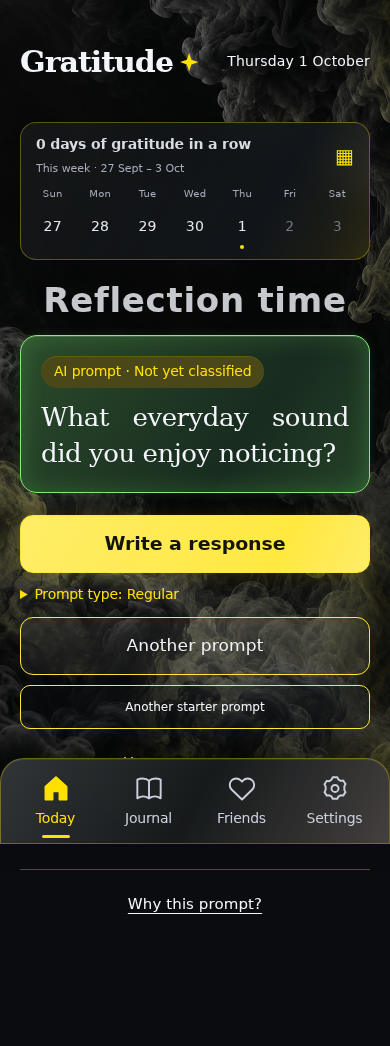 Gratitude
Thursday 1 October
0 days of gratitude in a row
This week · 27 Sept – 3 Oct
Sun Mon Tue Wed Thu Fri Sat
27 28 29 30 1 2 3
Reflection time
AI prompt · Not yet classified
What everyday sound
did you enjoy noticing?
Write a response
Prompt type: Regular
Another prompt
Another starter prompt
Today Journal Friends Settings
Why this prompt?